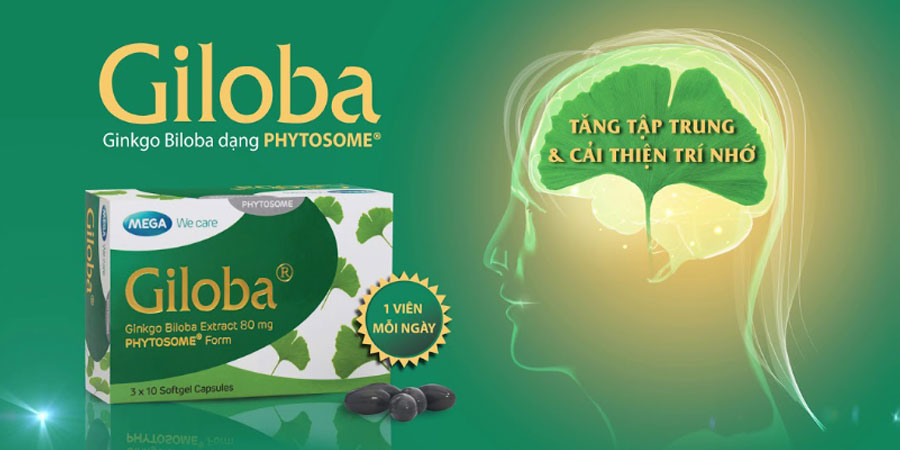 Giloba
Ginkgo Biloba dạng PHYTOSOME®
TĂNG TẬP TRUNG
& CẢI THIỆN TRÍ NHỚ
PHYTOSOME
MEGA We care
Giloba®
Ginkgo Biloba Extract 80 mg
PHYTOSOME® Form
3 x 10 Softgel Capsules
1 VIÊN
MỖI NGÀY